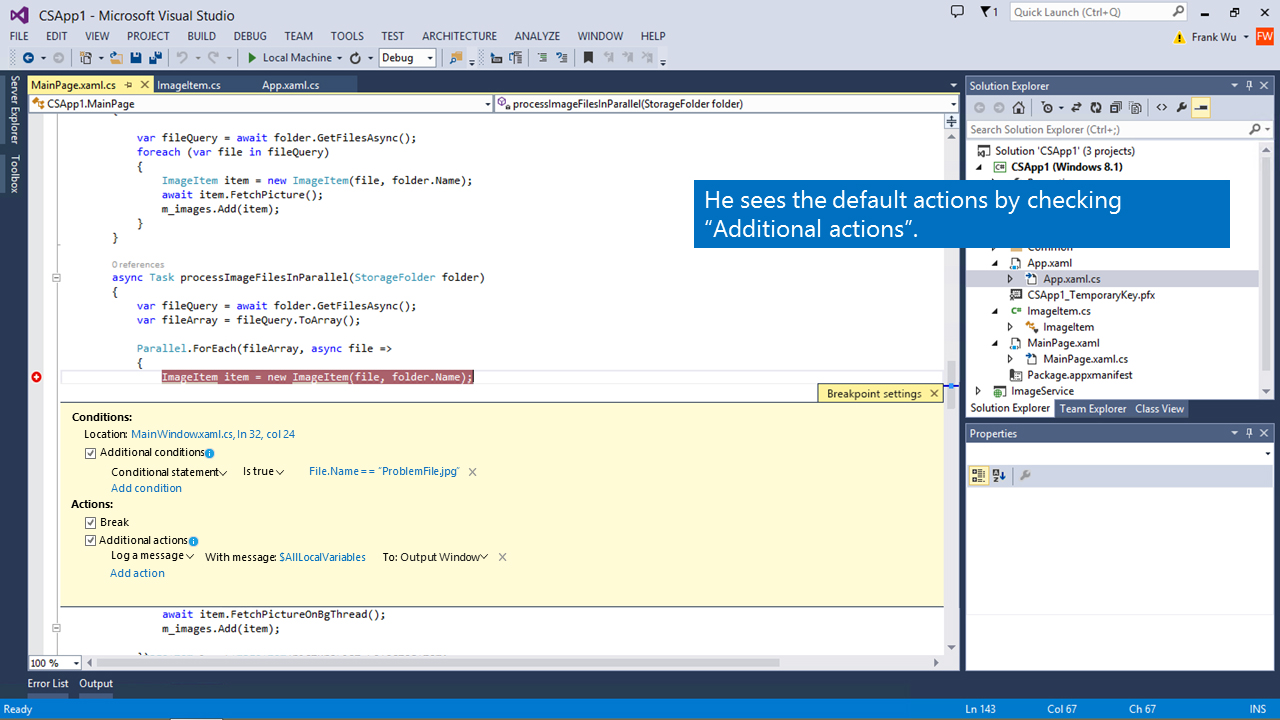 CSApp1 - Microsoft Visual Studio
1
Quick Launch (Ctrl+Q)
FILE EDIT VIEW PROJECT BUILD DEBUG TEAM TOOLS TEST ARCHITECTURE ANALYZE WINDOW HELP
Frank Wu
FW
Local Machine
Debug
Server Explorer
Toolbox
MainPage.xaml.cs ImageItem.cs App.xaml.cs
CSApp1.MainPage
processImageFilesInParallel(StorageFolder folder)
{
var fileQuery = await folder.GetFilesAsync();
foreach (var file in fileQuery)
{
ImageItem item = new ImageItem(file, folder.Name);
await item.FetchPicture();
m_images.Add(item);
}
}
0 references
async Task processImageFilesInParallel(StorageFolder folder)
{
var fileQuery = await folder.GetFilesAsync();
var fileArray = fileQuery.ToArray();
Parallel.ForEach(fileArray, async file =>
{
ImageItem item = new ImageItem(file, folder.Name);
Breakpoint settings
Conditions:
Location: MainWindow.xaml.cs, ln 32, col 24
Additional conditions
Conditional statement Is true File.Name == "ProblemFile.jpg"
Add condition
Actions:
Break
Additional actions
Log a message With message: $AllLocalVariables To: Output Window
Add action
await item.FetchPictureOnBgThread();
m_images.Add(item);
100 %
Error List Output
He sees the default actions by checking
“Additional actions”.
Solution Explorer
Search Solution Explorer (Ctrl+;)
Solution 'CSApp1' (3 projects)
CSApp1 (Windows 8.1)
Common
App.xaml
App.xaml.cs
CSApp1_TemporaryKey.pfx
ImageItem.cs
ImageItem
MainPage.xaml
MainPage.xaml.cs
Package.appxmanifest
ImageService
Solution Explorer Team Explorer Class View
Properties
Ready
Ln 143 Col 67 Ch 67 INS